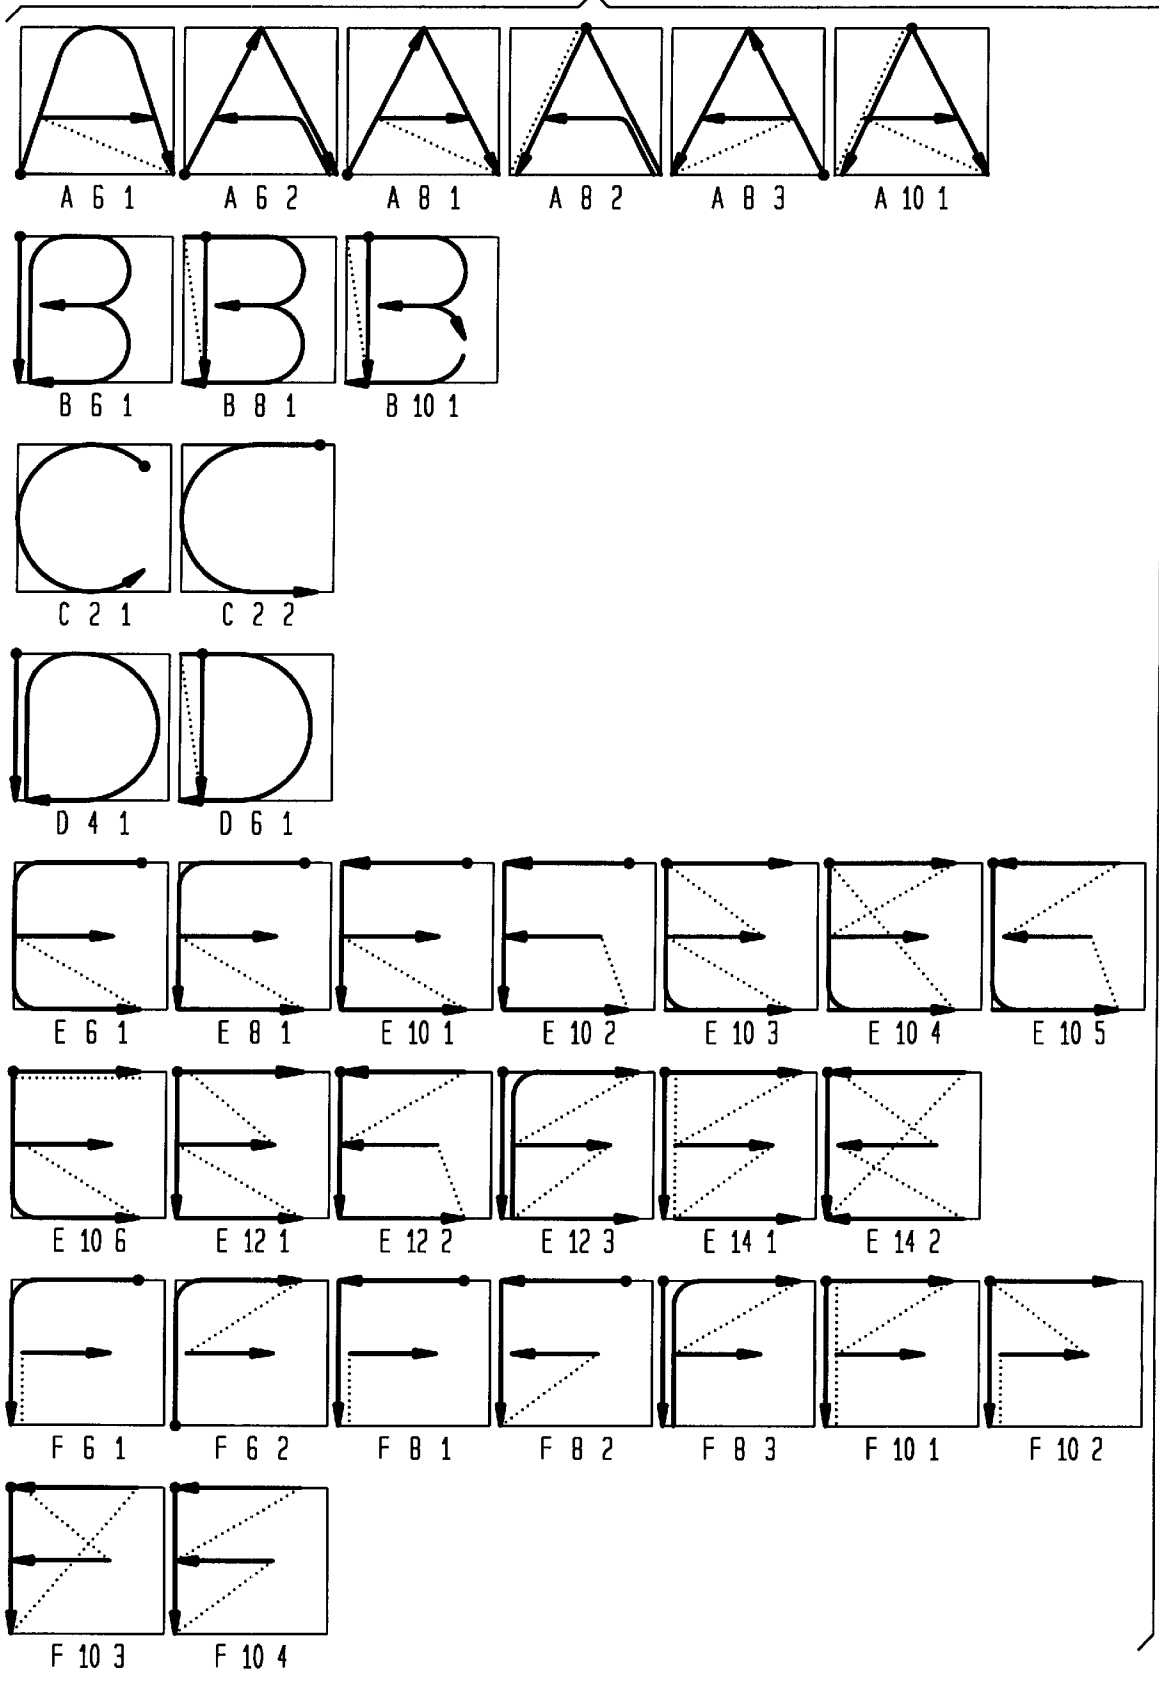 A 6 1 A 6 2 A 8 1 A 8 2 A 8 3 A 10 1
B 6 1 B 8 1 B 10 1
C 2 1 C 2 2
D 4 1 D 6 1
E 6 1 E 8 1 E 10 1 E 10 2 E 10 3 E 10 4 E 10 5
E 10 6 E 12 1 E 12 2 E 12 3 E 14 1 E 14 2
F 6 1 F 6 2 F 8 1 F 8 2 F 8 3 F 10 1 F 10 2
F 10 3 F 10 4